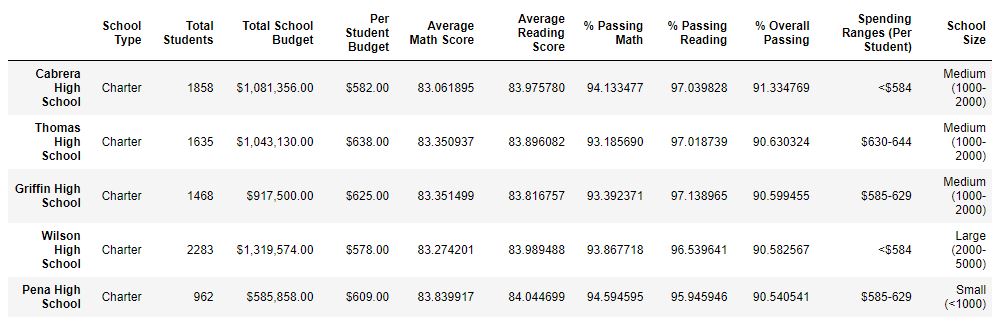 School Type Total Students Total School Budget Per Student Budget Average Math Score Average Reading Score % Passing Math % Passing Reading % Overall Passing Spending Ranges (Per Student) School Size
Cabrera High School Charter 1858 $1,081,356.00 $582.00 83.061895 83.975780 94.133477 97.039828 91.334769 <$584 Medium (1000-2000)
Thomas High School Charter 1635 $1,043,130.00 $638.00 83.350937 83.896082 93.185690 97.018739 90.630324 $630-644 Medium (1000-2000)
Griffin High School Charter 1468 $917,500.00 $625.00 83.351499 83.816757 93.392371 97.138965 90.599455 $585-629 Medium (1000-2000)
Wilson High School Charter 2283 $1,319,574.00 $578.00 83.274201 83.989488 93.867718 96.539641 90.582567 <$584 Large (2000-5000)
Pena High School Charter 962 $585,858.00 $609.00 83.839917 84.044699 94.594595 95.945946 90.540541 $585-629 Small (<1000)